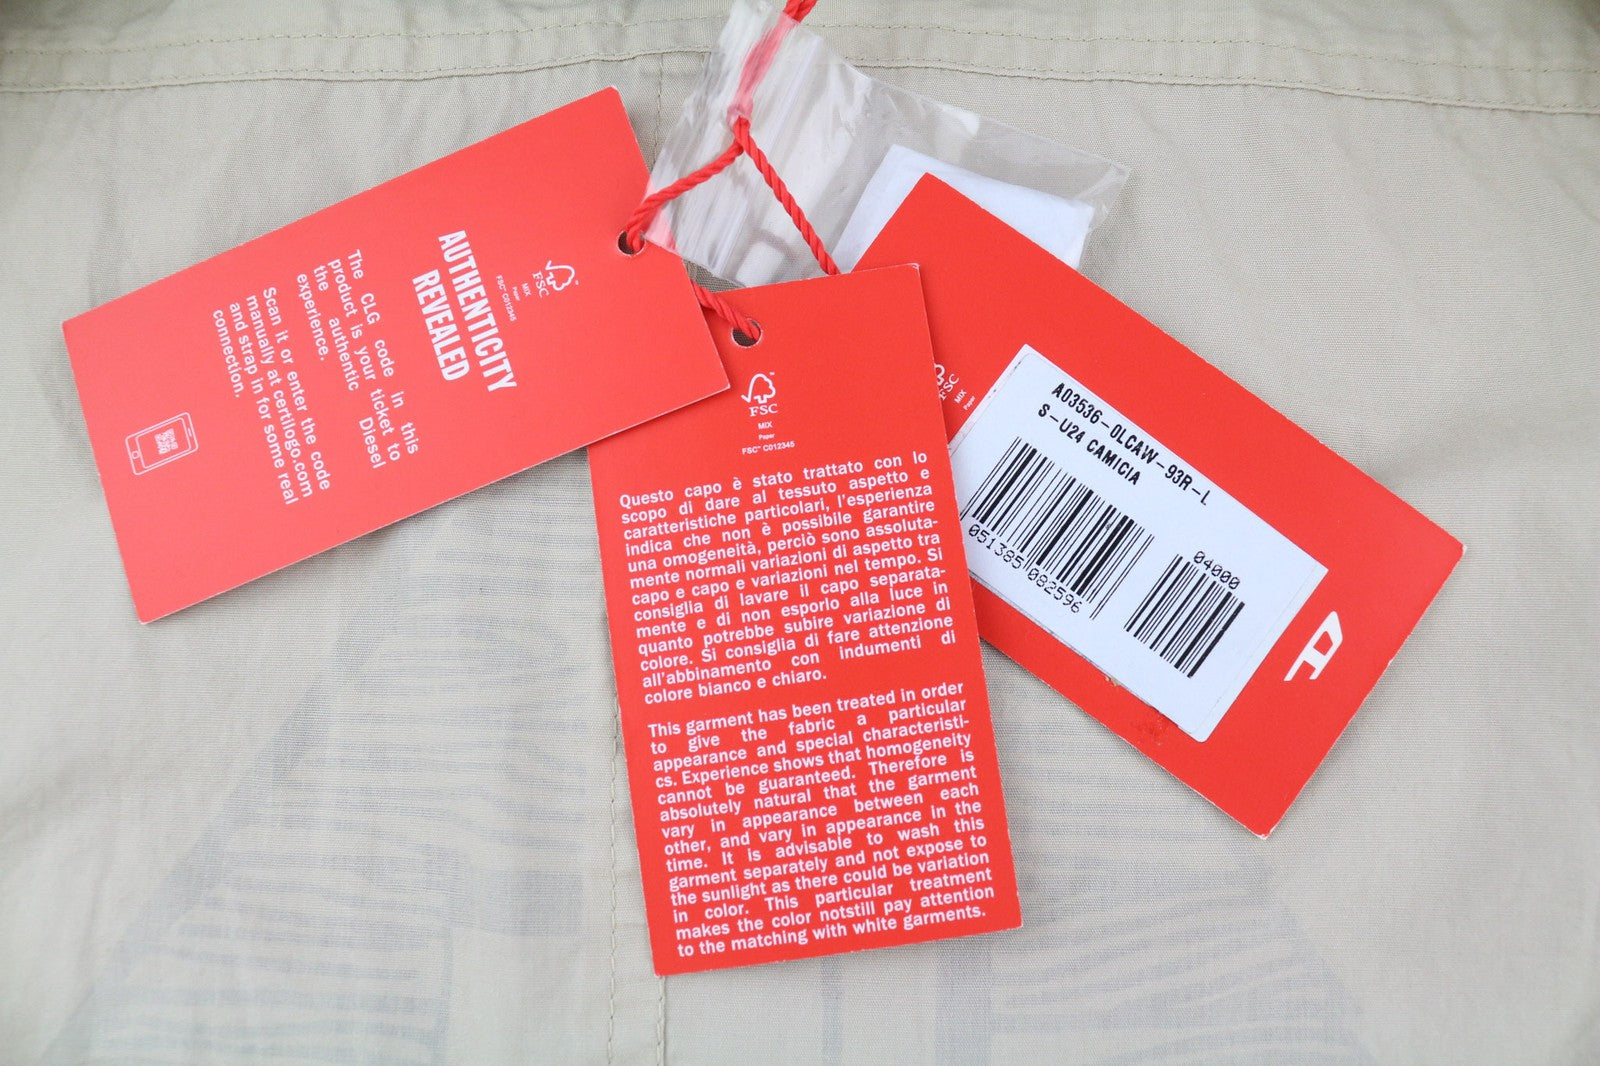 FSC
MIX
Paper
FSC™ C012345
AUTHENTICITY
REVEALED
The CLG code in this
product is your ticket to
the authentic Diesel
experience.
Scan it or enter the code
manually at certilogo.com
and strap in for some real
connection.
FSC
MIX
Paper
FSC™ C012345
Questo capo è stato trattato con lo
scopo di dare al tessuto aspetto e
caratteristiche particolari, l'esperienza
indica che non è possibile garantire
una omogeneità, perciò sono assoluta-
mente normali variazioni di aspetto tra
capo e capo e variazioni nel tempo. Si
consiglia di lavare il capo separata-
mente e di non esporlo alla luce in
quanto potrebbe subire variazione di
colore. Si consiglia di fare attenzione
all'abbinamento con indumenti di
colore bianco e chiaro.
This garment has been treated in order
to give the fabric a particular
appearance and special characteristi-
cs. Experience shows that homogeneity
cannot be guaranteed. Therefore is
absolutely natural that the garment
vary in appearance between each
other, and vary in appearance in the
time. It is advisable to wash this
garment separately and not expose to
the sunlight as there could be variation
in color. This particular treatment
makes the color notstill pay attention
to the matching with white garments.
FSC
MIX
Paper
A03536-0LCAW-93R-L
S-U24 CAMICIA
04000
051385 082596
D